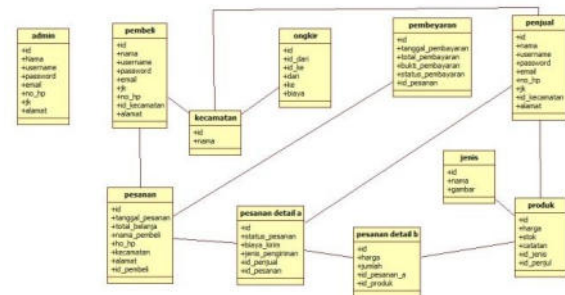 admin
+id
+Nama
+username
+password
+email
+no_hp
+jk
+alamat
pembeli
+id
+nama
+username
+password
+email
+jk
+no_hp
+id_kecamatan
+alamat
ongkir
+id
+id_dari
+id_ke
+dari
+ke
+biaya
pembeyaran
+id
+tanggal_pembayaran
+total_pembayaran
+bukti_pembayaran
+status_pembayaran
+id_pesanan
penjual
+id
+nama
+username
+password
+email
+no_hp
+jk
+id_kecamatan
+alamat
kecamatan
+id
+nama
jenis
+id
+nama
+gambar
pesanan
+id
+tanggal_pesanan
+total_belanja
+nama_pembeli
+ho_hp
+kecamatan
+alamat
+id_pembeli
pesanan detail a
+id
+status_pesanan
+biaya_kirim
+jenis_pengiriman
+id_penjual
+id_pesanan
pesanan detail b
+id
+harga
+jumlah
+id_pesanan_a
+id_produk
produk
+id
+harga
+stok
+catatan
+id_jenis
+id_penjul